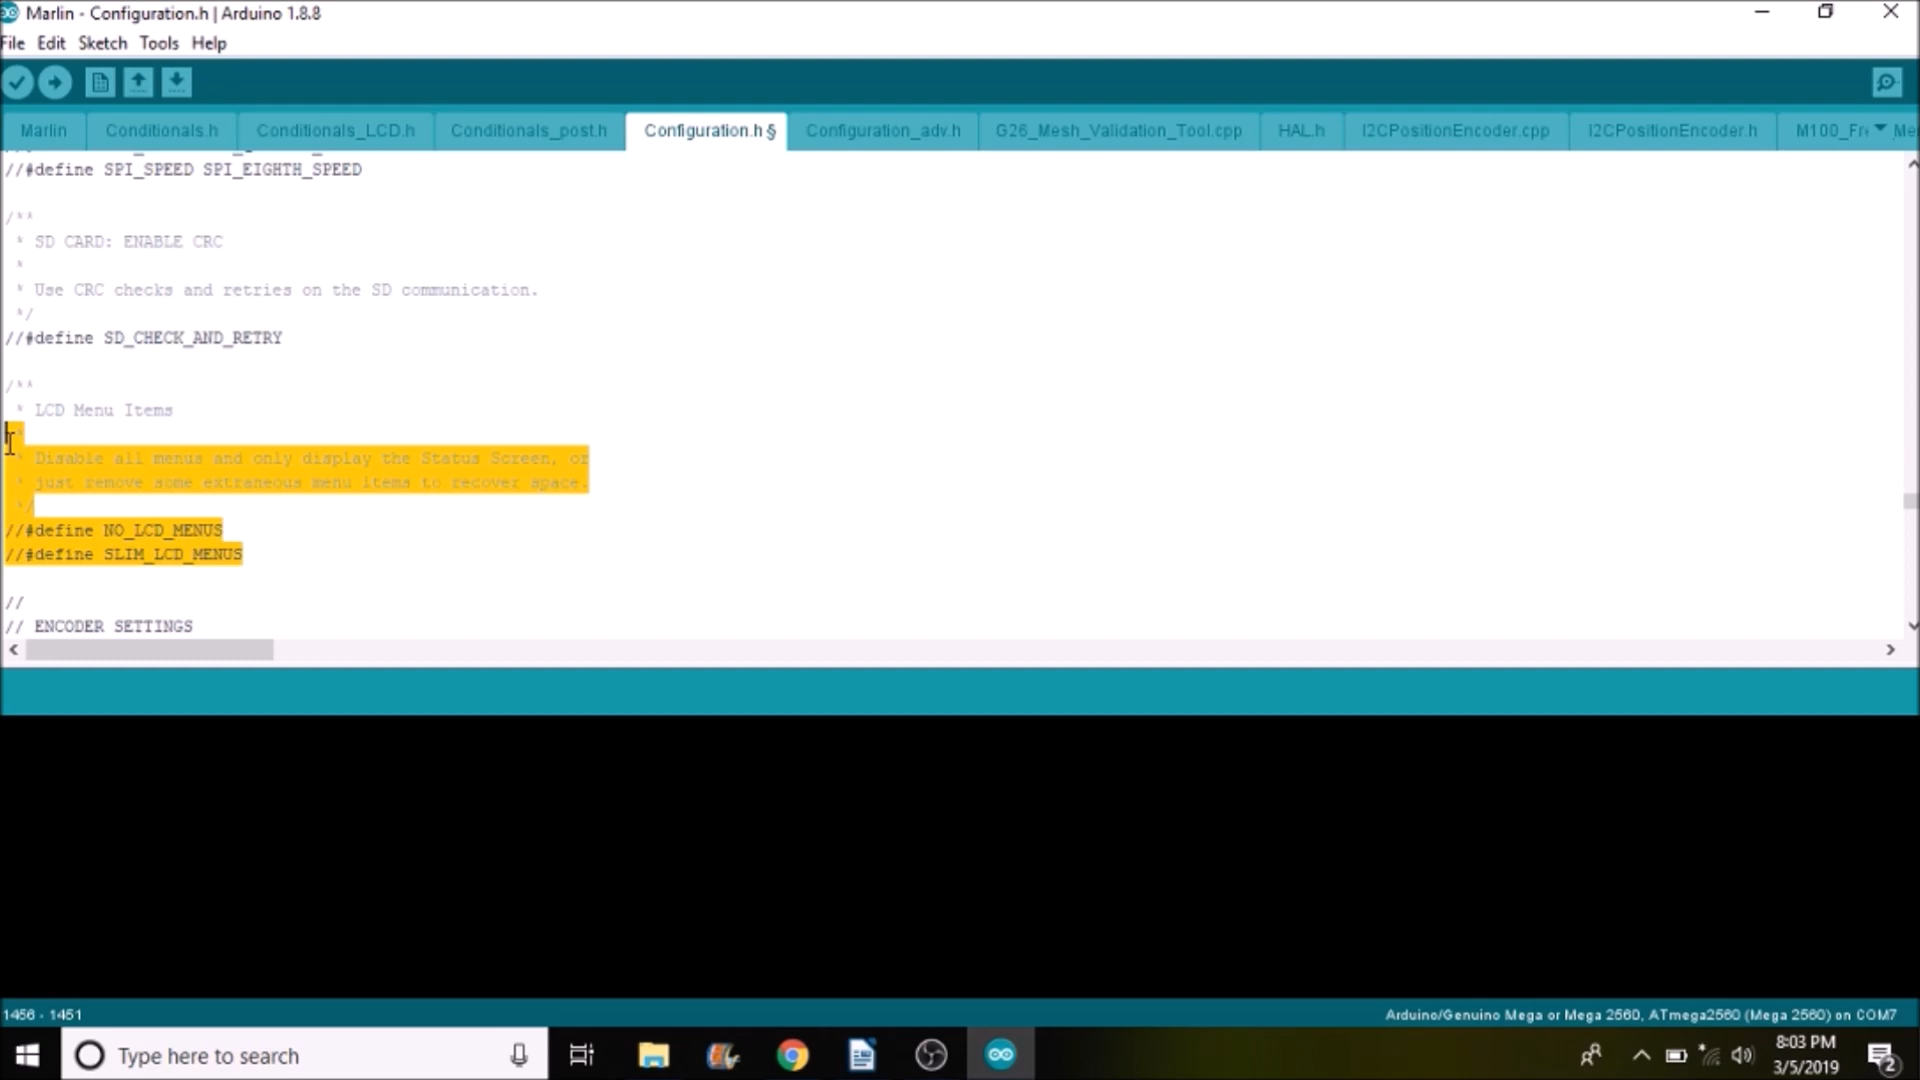 Marlin - Configuration.h | Arduino 1.8.8
File Edit Sketch Tools Help
Marlin Conditionals.h Conditionals_LCD.h Conditionals_post.h Configuration.h § Configuration_adv.h G26_Mesh_Validation_Tool.cpp HAL.h I2CPositionEncoder.cpp I2CPositionEncoder.h
//#define SPI_SPEED SPI_EIGHTH_SPEED
/**
* SD CARD: ENABLE CRC
*
* Use CRC checks and retries on the SD communication.
*/
//#define SD_CHECK_AND_RETRY
/**
* LCD Menu Items
*
* Disable all menus and only display the Status Screen, or
* just remove some extraneous menu items to recover space.
*/
//#define NO_LCD_MENUS
//#define SLIM_LCD_MENUS
//
// ENCODER SETTINGS
1456 - 1451
Arduino/Genuino Mega or Mega 2560, ATmega2560 (Mega 2560) on COM7
Type here to search
8:03 PM
3/5/2019
2